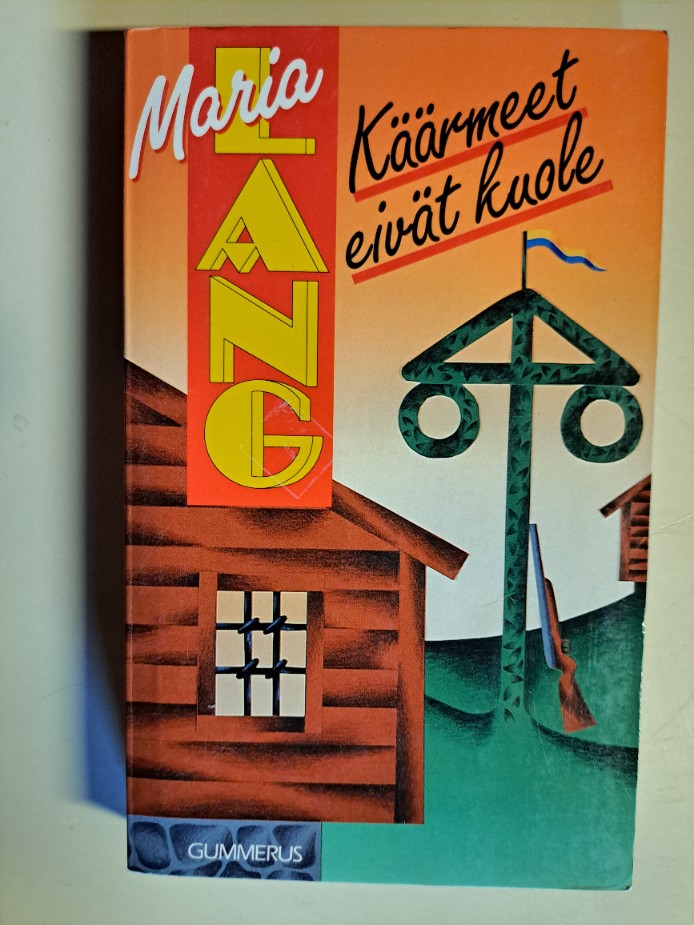 Maria
LANG
Käärmeet
eivät kuole
GUMMERUS